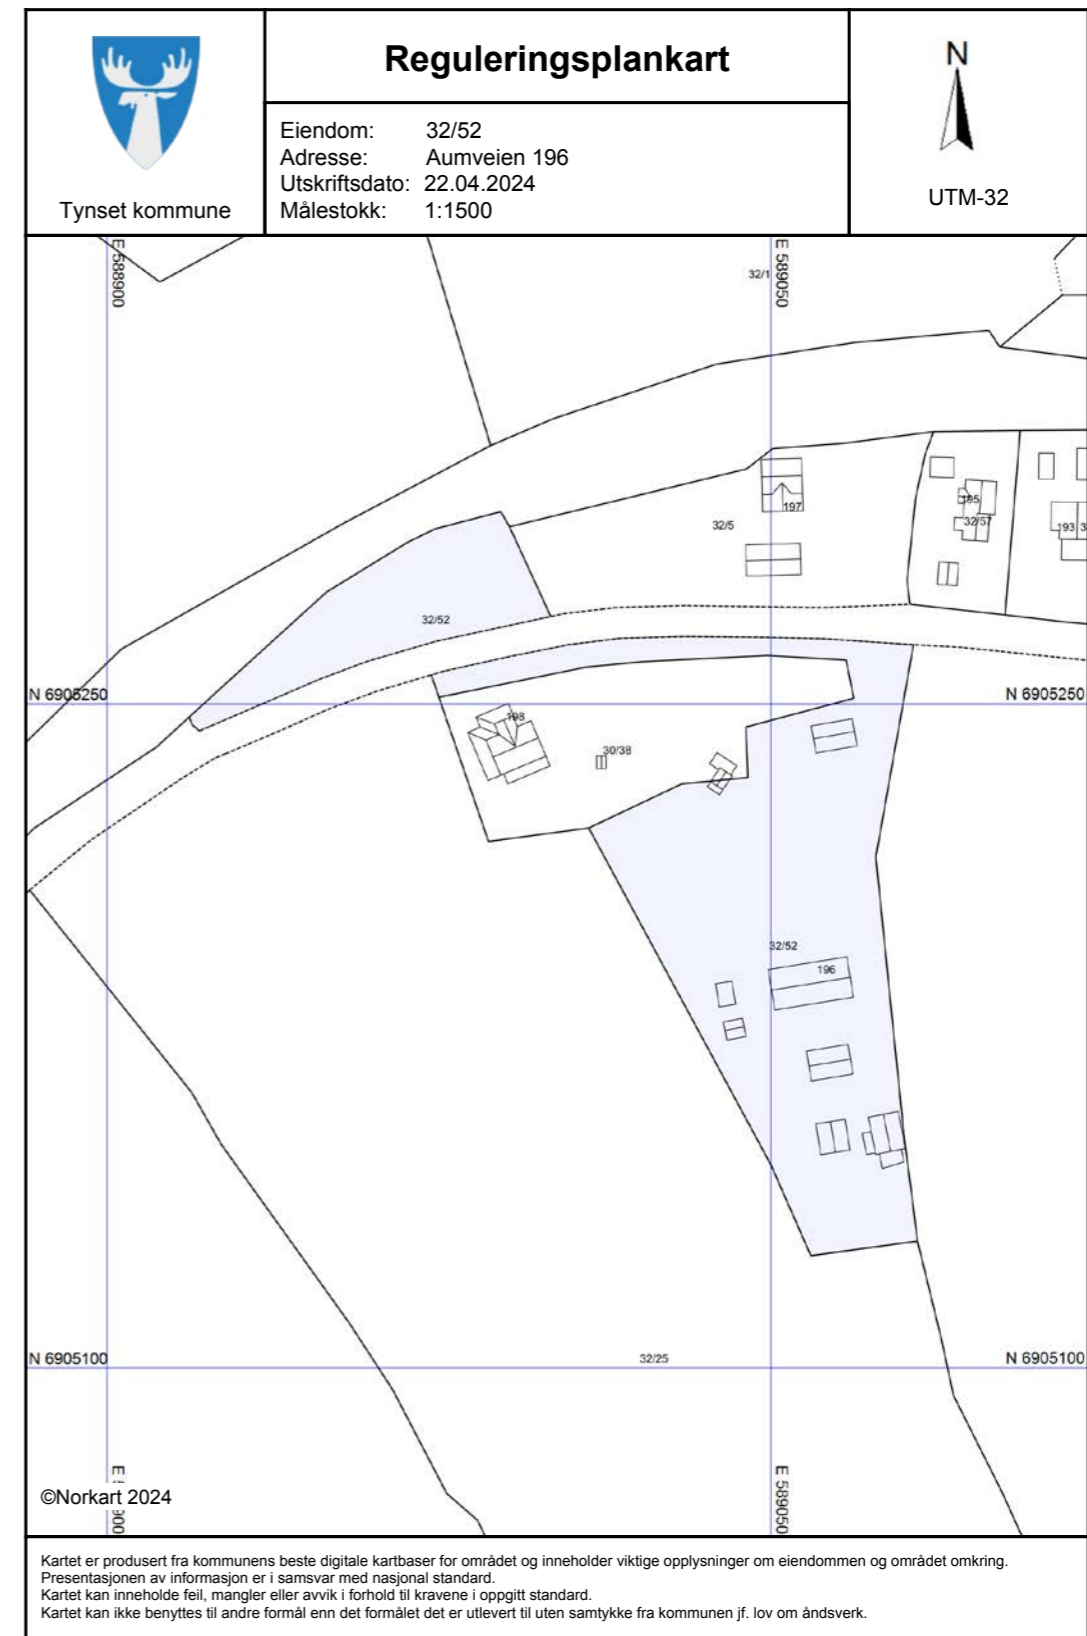 Reguleringsplankart
Tynset kommune
Eiendom: 32/52
Adresse: Aumveien 196
Utskriftsdato: 22.04.2024
Målestokk: 1:1500
N
UTM-32
E 588900
E 589050
32/1
197
32/5
195
32/57
193
32/52
N 6905250
N 6905250
198
30/38
32/52
196
N 6905100
32/25
N 6905100
E 589050
©Norkart 2024
Kartet er produsert fra kommunens beste digitale kartbaser for området og inneholder viktige opplysninger om eiendommen og området omkring.
Presentasjonen av informasjon er i samsvar med nasjonal standard.
Kartet kan inneholde feil, mangler eller avvik i forhold til kravene i oppgitt standard.
Kartet kan ikke benyttes til andre formål enn det formålet det er utlevert til uten samtykke fra kommunen jf. lov om åndsverk.